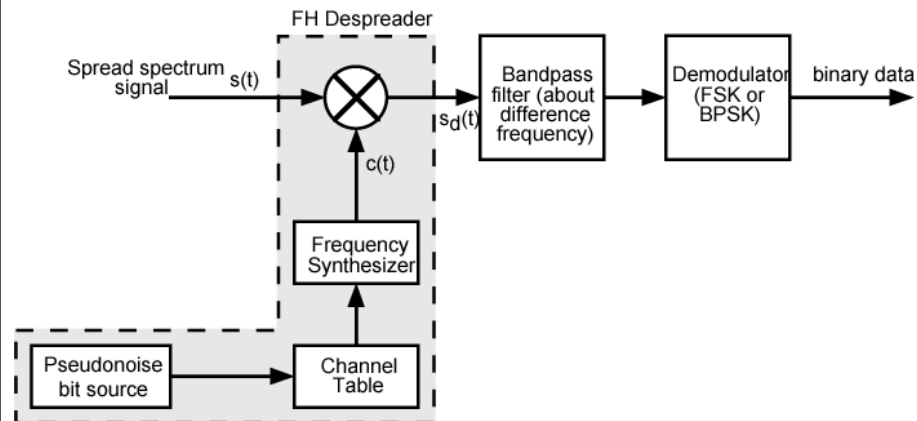 FH Despreader
Spread spectrum
signal
s(t)
Bandpass
filter (about
difference
frequency)
Demodulator
(FSK or
BPSK)
binary data
s_d(t)
c(t)
Frequency
Synthesizer
Pseudonoise
bit source
Channel
Table